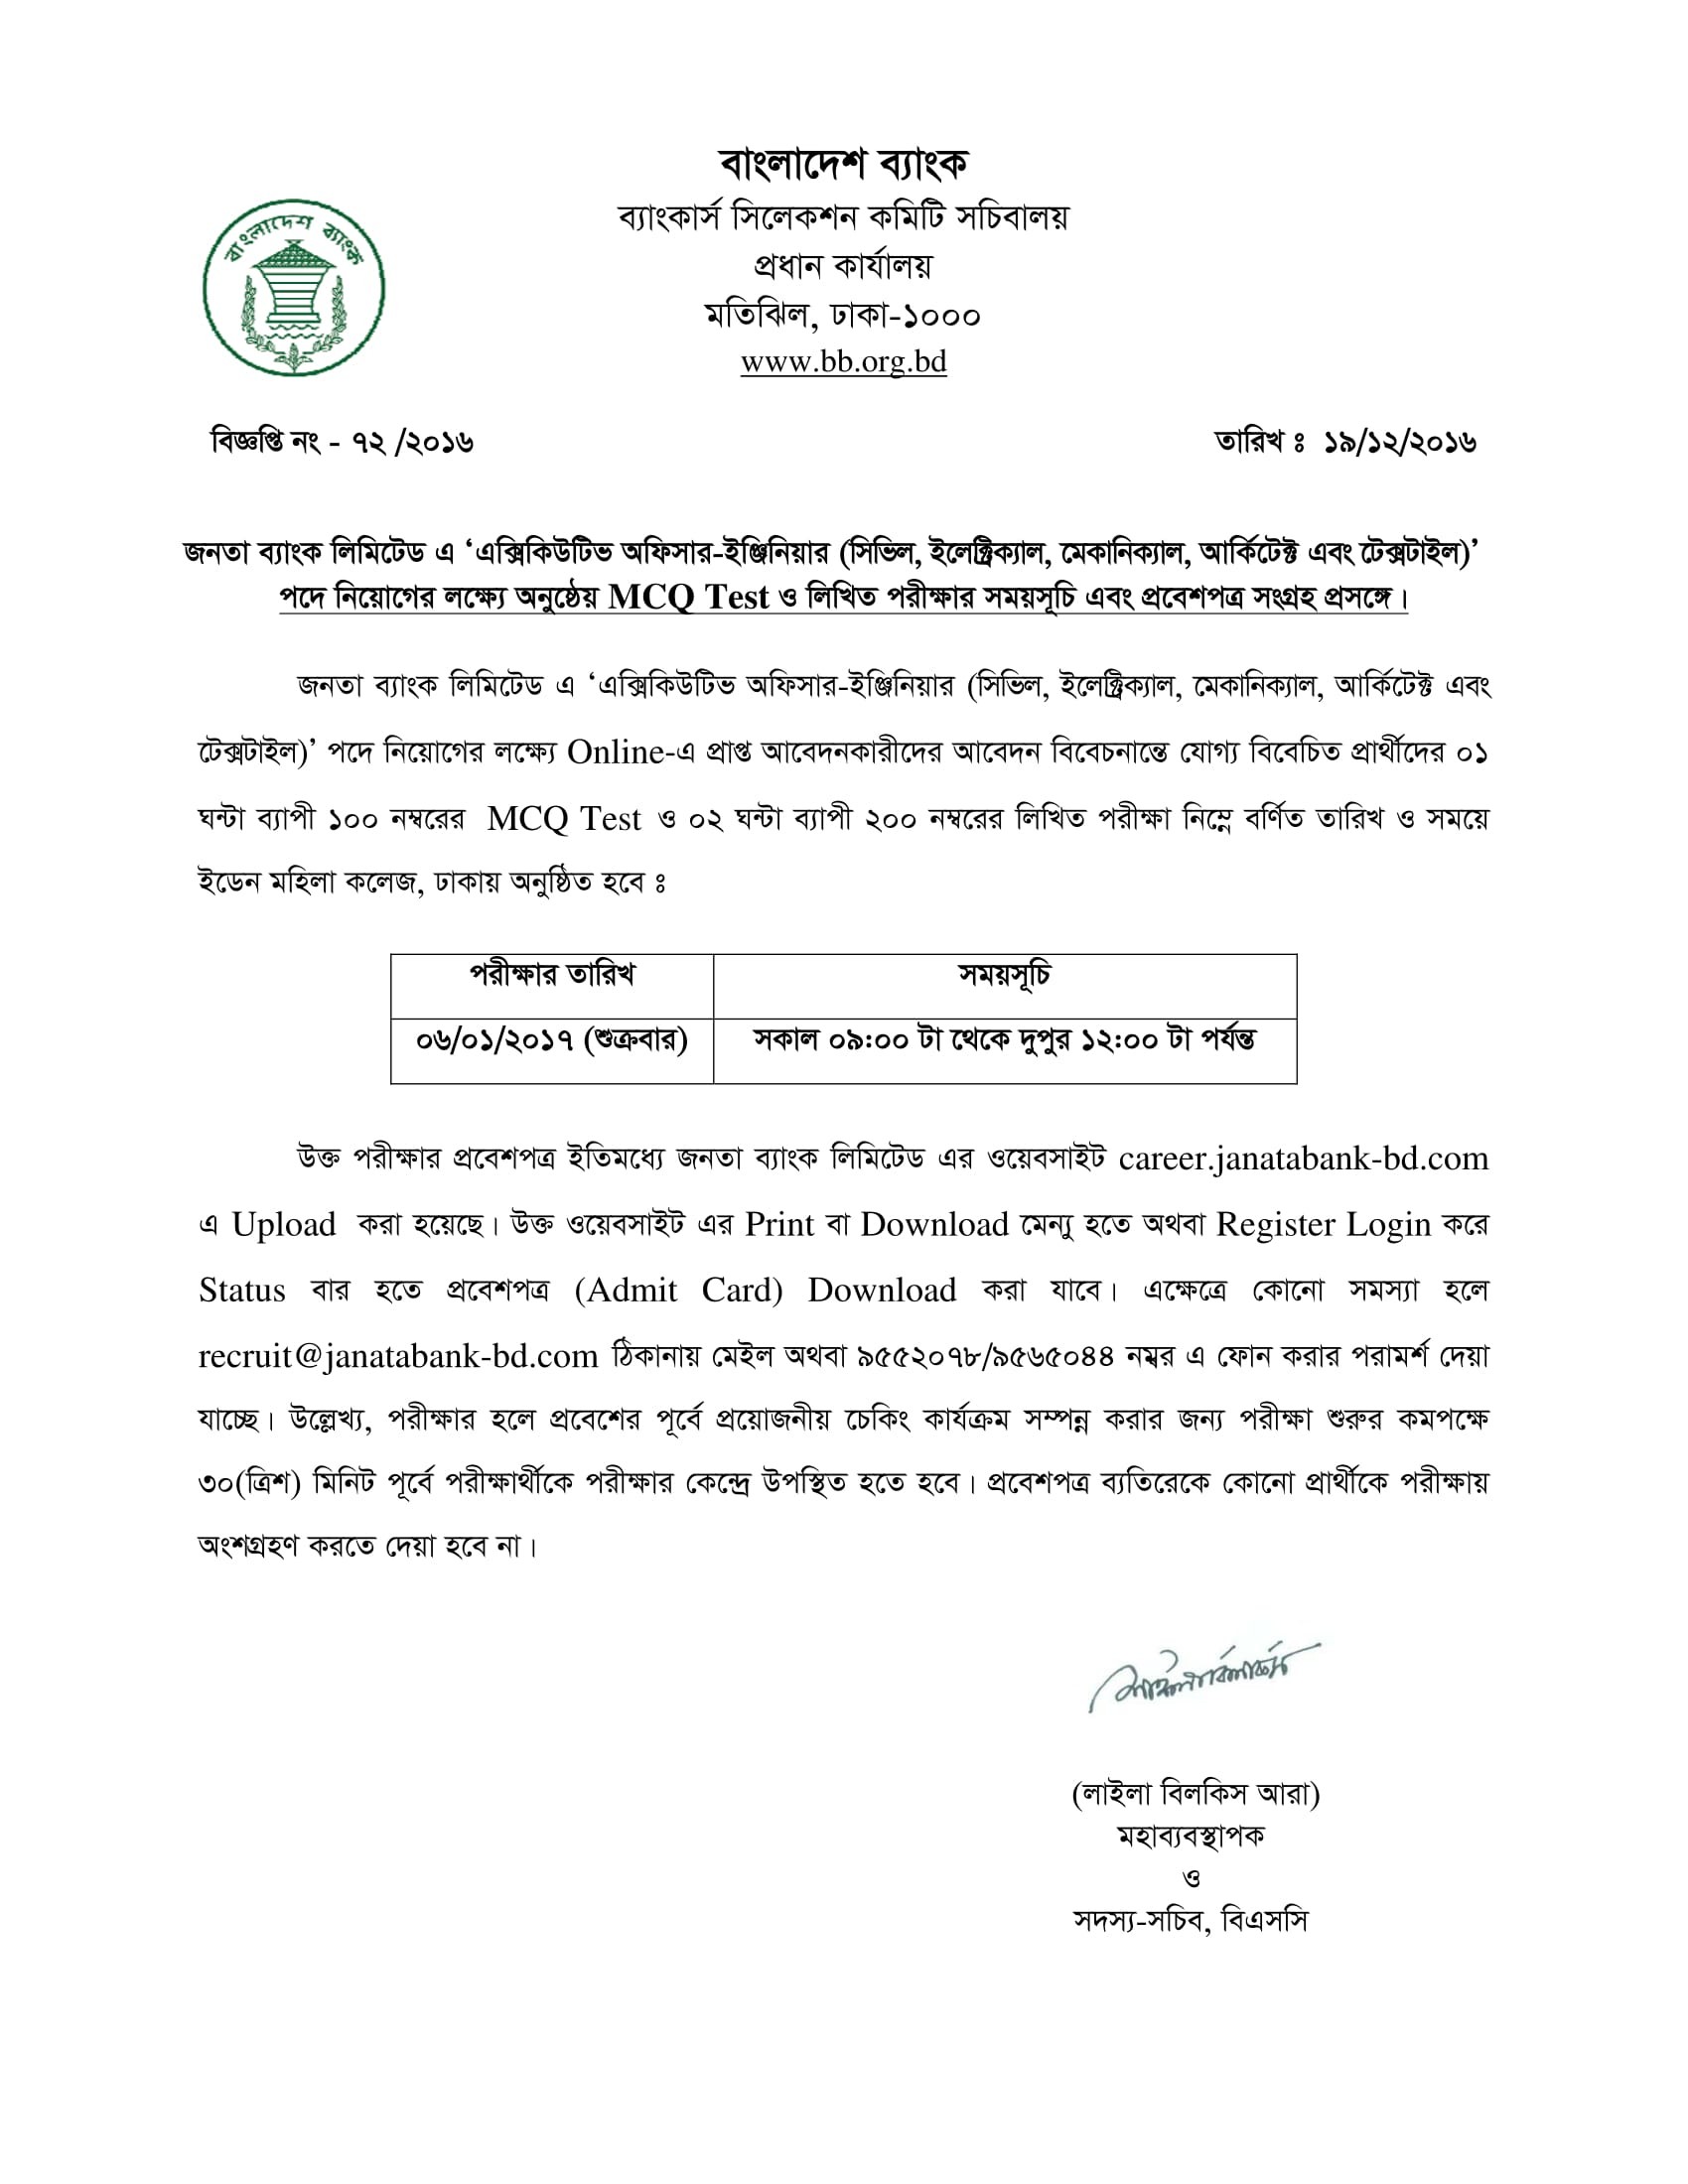 বাংলাদেশ ব্যাংক
ব্যাংকার্স সিলেকশন কমিটি সচিবালয়
প্রধান কার্যালয়
মতিঝিল, ঢাকা-১০০০
www.bb.org.bd
বাংলাদেশ ব্যাংক
বিজ্ঞপ্তি নং - ৭২ /২০১৬ তারিখ ঃ ১৯/১২/২০১৬
জনতা ব্যাংক লিমিটেড এ ‘এক্সিকিউটিভ অফিসার-ইঞ্জিনিয়ার (সিভিল, ইলেক্ট্রিক্যাল, মেকানিক্যাল, আর্কিটেক্ট এবং টেক্সটাইল)’
পদে নিয়োগের লক্ষ্যে অনুষ্ঠেয় MCQ Test ও লিখিত পরীক্ষার সময়সূচি এবং প্রবেশপত্র সংগ্রহ প্রসঙ্গে।
জনতা ব্যাংক লিমিটেড এ ‘এক্সিকিউটিভ অফিসার-ইঞ্জিনিয়ার (সিভিল, ইলেক্ট্রিক্যাল, মেকানিক্যাল, আর্কিটেক্ট এবং
টেক্সটাইল)’ পদে নিয়োগের লক্ষ্যে Online-এ প্রাপ্ত আবেদনকারীদের আবেদন বিবেচনান্তে যোগ্য বিবেচিত প্রার্থীদের ০১
ঘন্টা ব্যাপী ১০০ নম্বরের MCQ Test ও ০২ ঘন্টা ব্যাপী ২০০ নম্বরের লিখিত পরীক্ষা নিম্নে বর্ণিত তারিখ ও সময়ে
ইডেন মহিলা কলেজ, ঢাকায় অনুষ্ঠিত হবে ঃ
পরীক্ষার তারিখ সময়সূচি
০৬/০১/২০১৭ (শুক্রবার) সকাল ০৯:০০ টা থেকে দুপুর ১২:০০ টা পর্যন্ত
উক্ত পরীক্ষার প্রবেশপত্র ইতিমধ্যে জনতা ব্যাংক লিমিটেড এর ওয়েবসাইট career.janatabank-bd.com
এ Upload করা হয়েছে। উক্ত ওয়েবসাইট এর Print বা Download মেন্যু হতে অথবা Register Login করে
Status বার হতে প্রবেশপত্র (Admit Card) Download করা যাবে। এক্ষেত্রে কোনো সমস্যা হলে
recruit@janatabank-bd.com ঠিকানায় মেইল অথবা ৯৫৫২০৭৮/৯৫৬৫০৪৪ নম্বর এ ফোন করার পরামর্শ দেয়া
যাচ্ছে। উল্লেখ্য, পরীক্ষার হলে প্রবেশের পূর্বে প্রয়োজনীয় চেকিং কার্যক্রম সম্পন্ন করার জন্য পরীক্ষা শুরুর কমপক্ষে
৩০(ত্রিশ) মিনিট পূর্বে পরীক্ষার্থীকে পরীক্ষার কেন্দ্রে উপস্থিত হতে হবে। প্রবেশপত্র ব্যতিরেকে কোনো প্রার্থীকে পরীক্ষায়
অংশগ্রহণ করতে দেয়া হবে না।
(লাইলা বিলকিস আরা)
মহাব্যবস্থাপক
ও
সদস্য-সচিব, বিএসসি